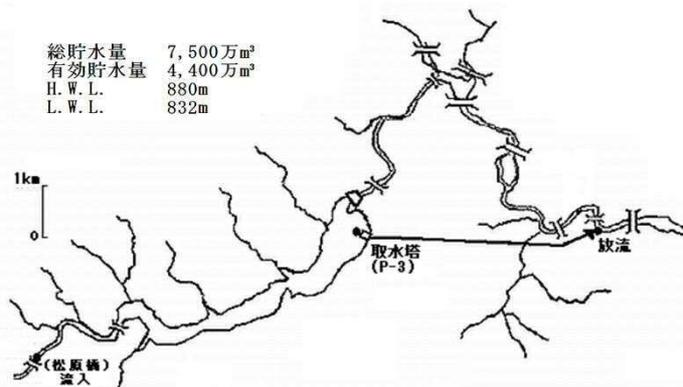 総貯水量 7,500万m³
有効貯水量 4,400万m³
H.W.L. 880m
L.W.L. 832m
1km
0
取水塔
(P-3)
放流
(松原橋)
流入